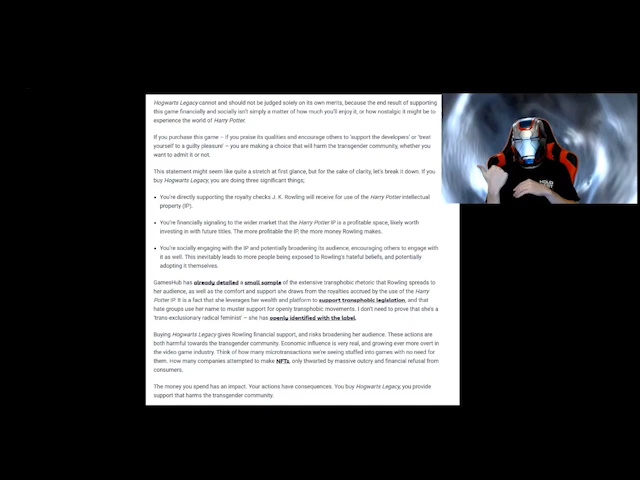 Hogwarts Legacy cannot and should not be judged solely on its own merits, because the end result of supporting
this game financially and socially isn't simply a matter of how much you'll enjoy it, or how nostalgic it might be to
experience the world of Harry Potter.
If you purchase this game – if you praise its qualities and encourage others to 'support the developers' or 'treat
yourself to a guilty pleasure' – you are making a choice that will harm the transgender community, whether you
want to admit it or not.
This statement might seem like quite a stretch at first glance, but for the sake of clarity, let's break it down. If you
buy Hogwarts Legacy, you are doing three significant things;
• You're directly supporting the royalty checks J. K. Rowling will receive for use of the Harry Potter intellectual
property (IP).
• You're financially signaling to the wider market that the Harry Potter IP is a profitable space, likely worth
investing in with future titles. The more profitable the IP, the more money Rowling makes.
• You're socially engaging with the IP and potentially broadening its audience, encouraging others to engage with
it as well. This inevitably leads to more people being exposed to Rowling's hateful beliefs, and potentially
adopting it themselves.
GamesHub has already detailed a small sample of the extensive transphobic rhetoric that Rowling spreads to
her audience, as well as the comfort and support she draws from the royalties accrued by the use of the Harry
Potter IP. It is a fact that she leverages her wealth and platform to support transphobic legislation, and that
hate groups use her name to muster support for openly transphobic movements. I don't need to prove that she's a
'trans-exclusionary radical feminist' – she has openly identified with the label.
Buying Hogwarts Legacy gives Rowling financial support, and risks broadening her audience. These actions are
both harmful towards the transgender community. Economic influence is very real, and growing ever more overt in
the video game industry. Think of how many microtransactions we're seeing stuffed into games with no need for
them. How many companies attempted to make NFTs, only thwarted by massive outcry and financial refusal from
consumers.
The money you spend has an impact. Your actions have consequences. You buy Hogwarts Legacy, you provide
support that harms the transgender community.